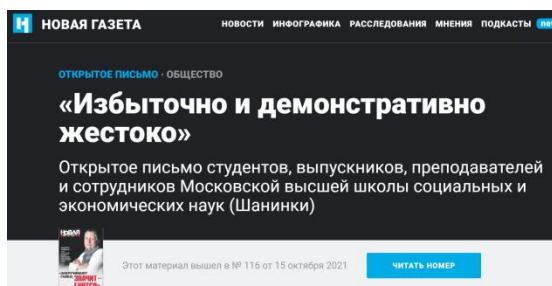 НОВАЯ ГАЗЕТА
НОВОСТИ ИНФОГРАФИКА РАССЛЕДОВАНИЯ МНЕНИЯ ПОДКАСТЫ
ОТКРЫТОЕ ПИСЬМО · ОБЩЕСТВО
«Избыточно и демонстративно
жестоко»
Открытое письмо студентов, выпускников, преподавателей
и сотрудников Московской высшей школы социальных и
экономических наук (Шанинки)
Этот материал вышел в № 116 от 15 октября 2021
ЧИТАТЬ НОМЕР